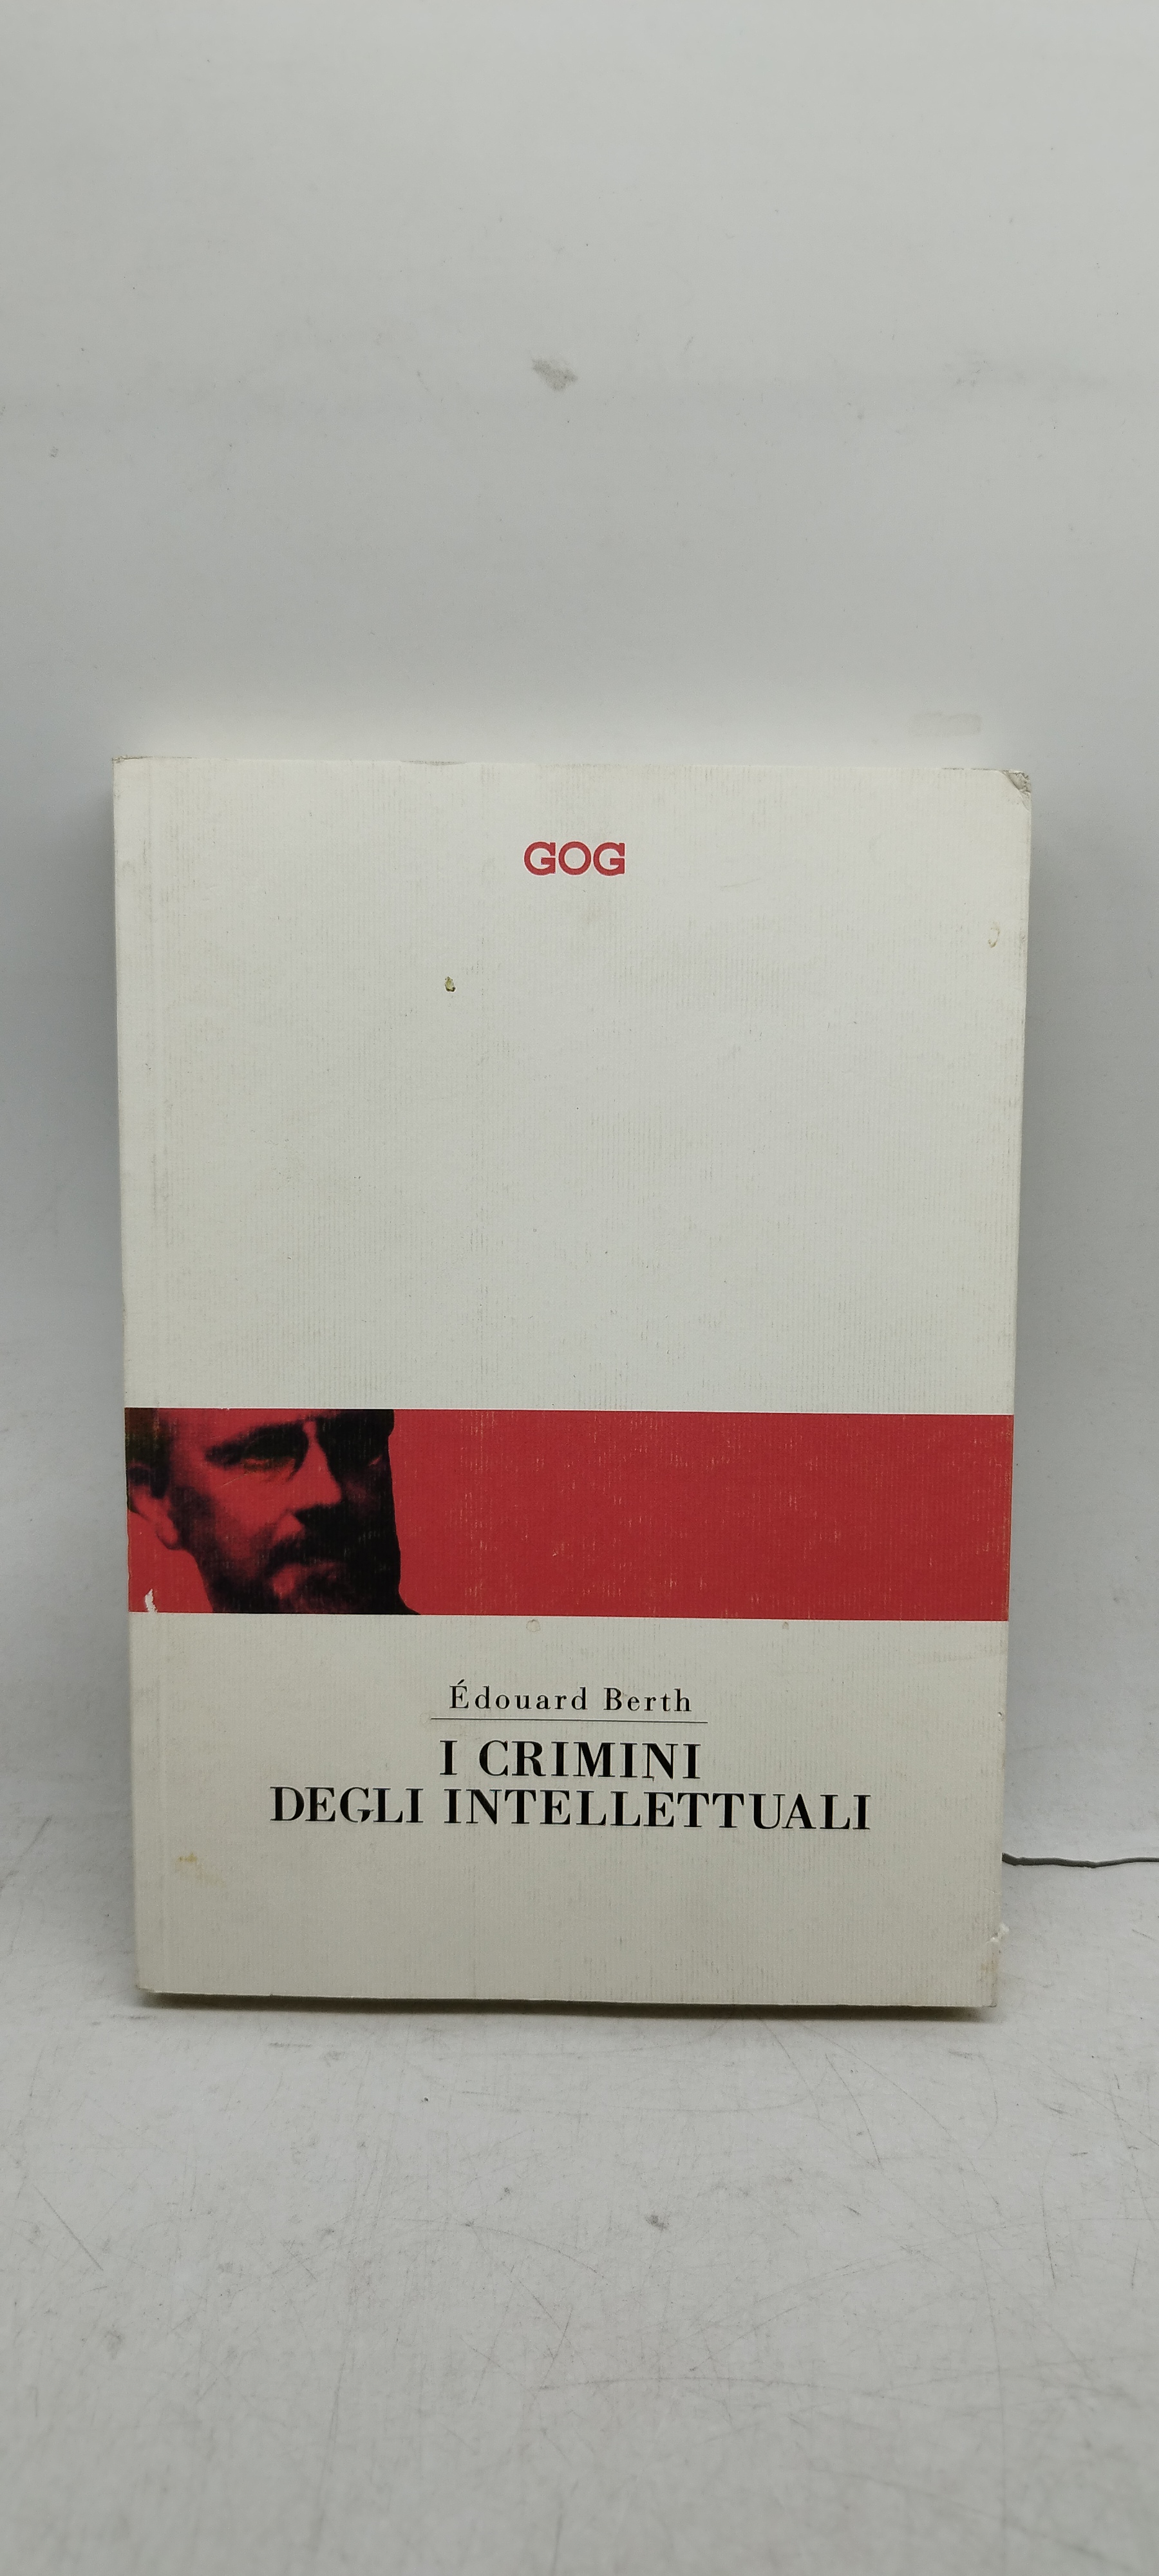 GOG
Édouard Berth
I CRIMINI
DEGLI INTELLETTUALI